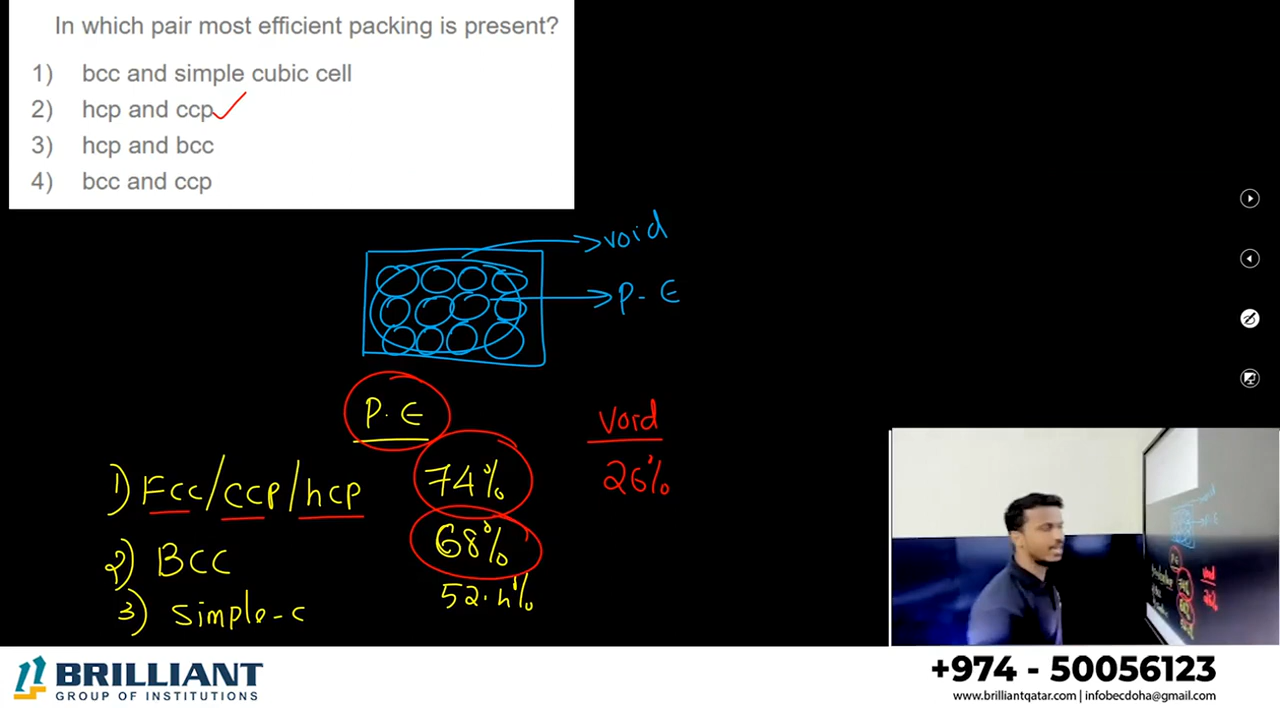 In which pair most efficient packing is present?
1) bcc and simple cubic cell
2) hcp and ccp
3) hcp and bcc
4) bcc and ccp
void
P. E
P. E
Void
1) FCC/CCP/hcp 74% 26%
2) BCC 68%
3) Simple-c 52.4%
BRILLIANT
GROUP OF INSTITUTIONS
+974 - 50056123
www.brilliantqatar.com | infobecdoha@gmail.com